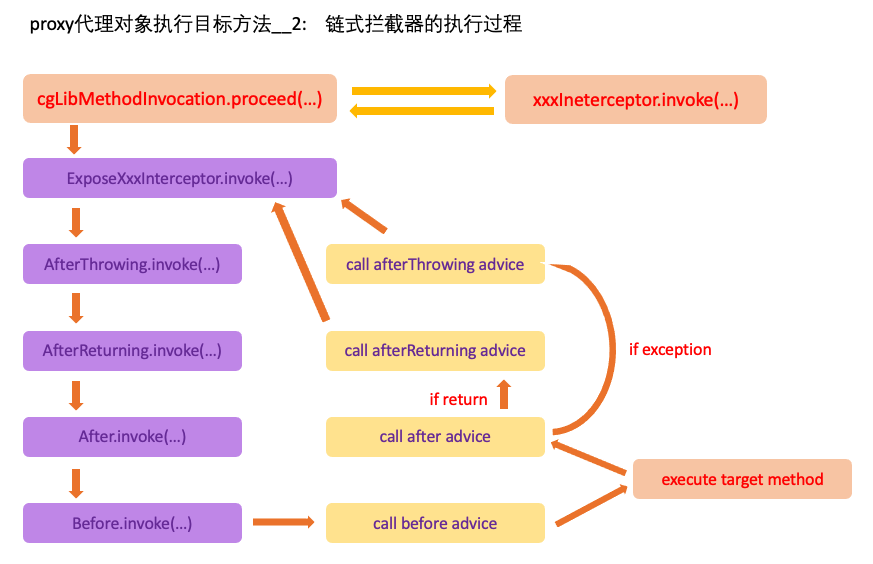 proxy代理对象执行目标方法__2: 链式拦截器的执行过程
cgLibMethodInvocation.proceed(...)
xxxIneterceptor.invoke(...)
ExposeXxxInterceptor.invoke(...)
AfterThrowing.invoke(...)
call afterThrowing advice
AfterReturning.invoke(...)
call afterReturning advice
if exception
if return
After.invoke(...)
call after advice
execute target method
Before.invoke(...)
call before advice